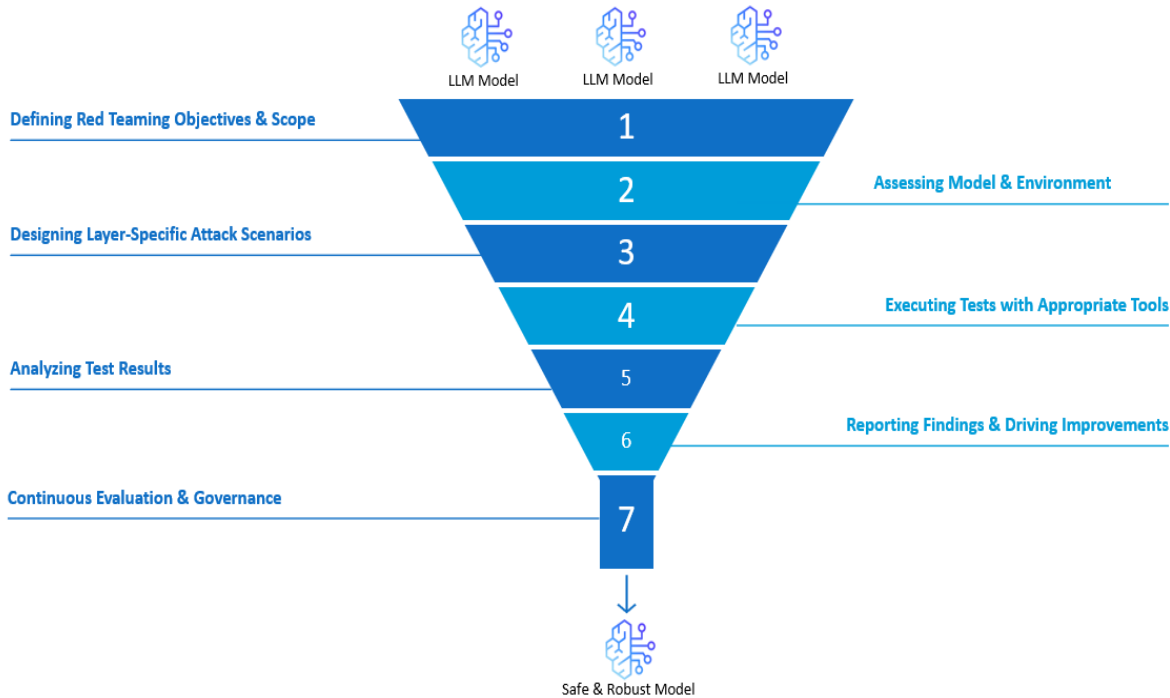 LLM Model
LLM Model
LLM Model
Defining Red Teaming Objectives & Scope
1
2
Assessing Model & Environment
Designing Layer-Specific Attack Scenarios
3
4
Executing Tests with Appropriate Tools
Analyzing Test Results
5
6
Reporting Findings & Driving Improvements
Continuous Evaluation & Governance
7
Safe & Robust Model